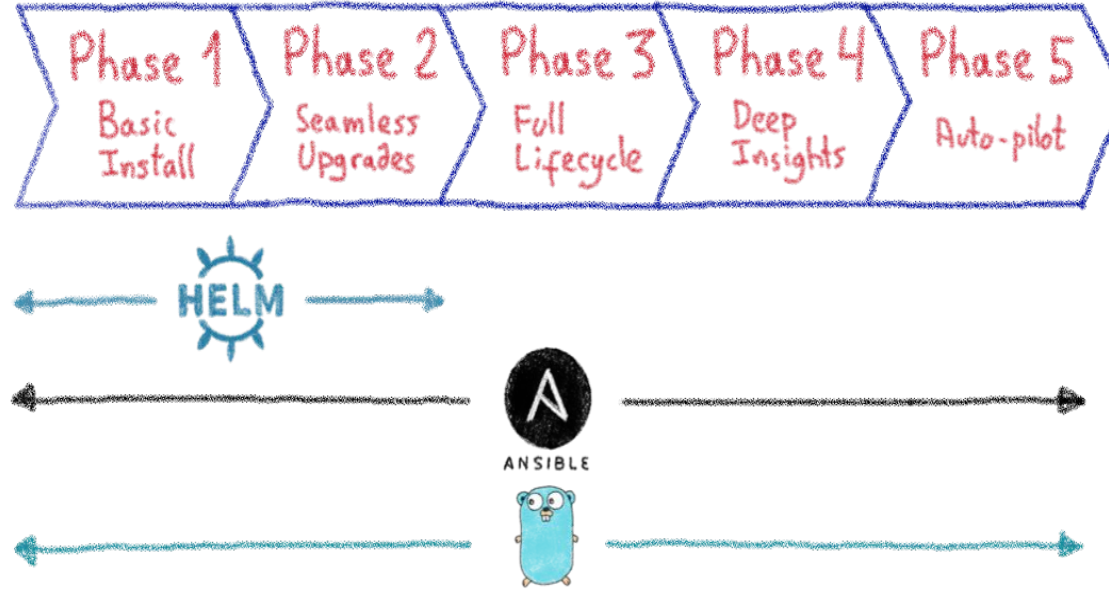 Phase 1
Basic
Install
Phase 2
Seamless
Upgrades
Phase 3
Full
Lifecycle
Phase 4
Deep
Insights
Phase 5
Auto-pilot
HELM
ANSIBLE